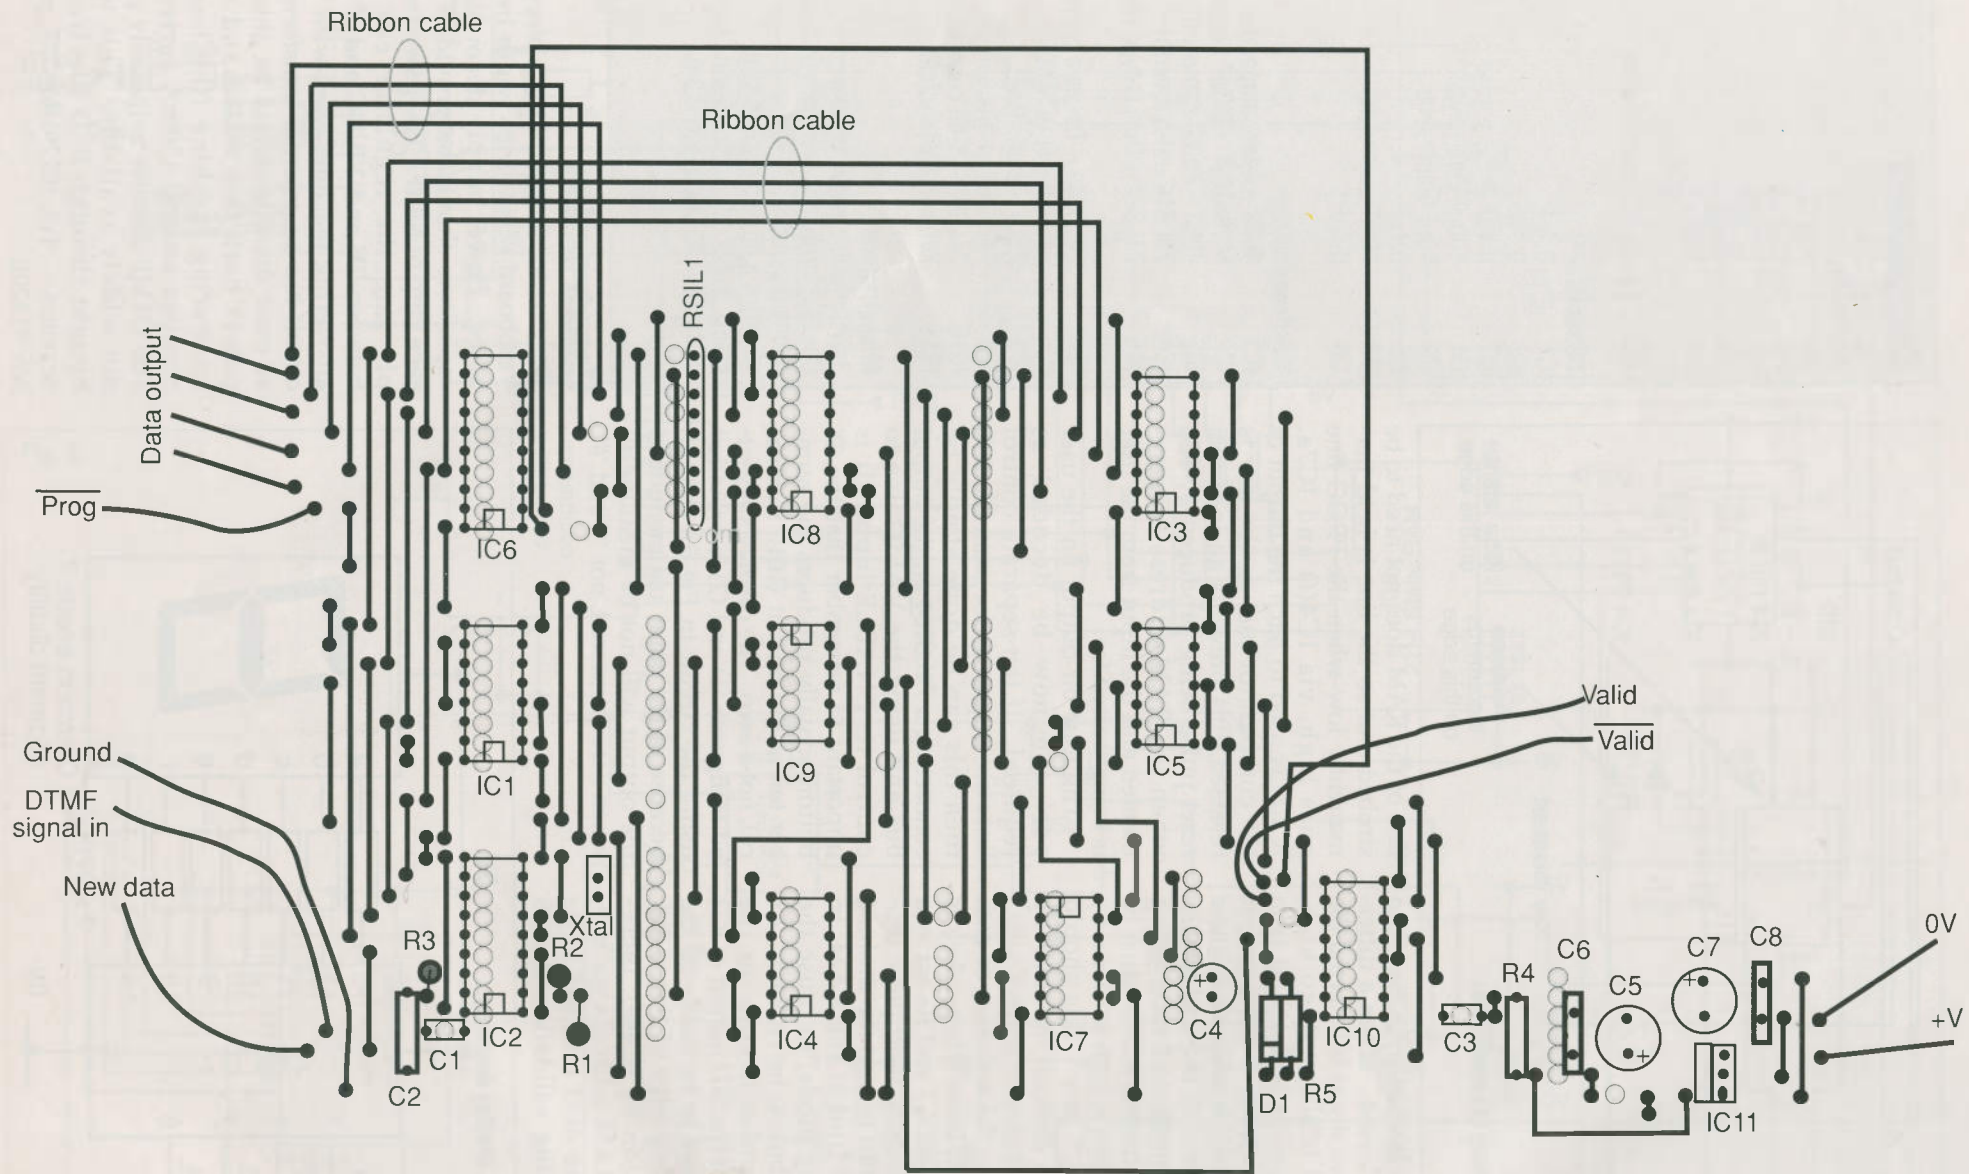 Ribbon cable
Ribbon cable
RSIL1
Data output
Prog
Com
IC6
IC8
IC3
IC1
IC9
IC5
Valid
Valid
Ground
DTMF
signal in
New data
Xtal
R3
R2
0V
C6
C7
C8
R4
C5
+V
C1
IC2
R1
IC4
IC7
C4
IC10
C3
C2
D1
R5
IC11